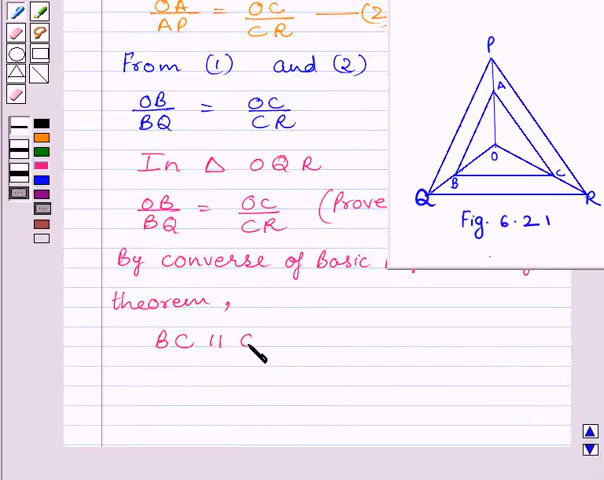 OA/AP = OC/CR —(2
From (1) and (2)
OB/BQ = OC/CR
In △ OQR
OB/BQ = OC/CR (Prove
By converse of Basic
theorem,
BC ||
P
A
O
B
C
Q
R
Fig. 6.21